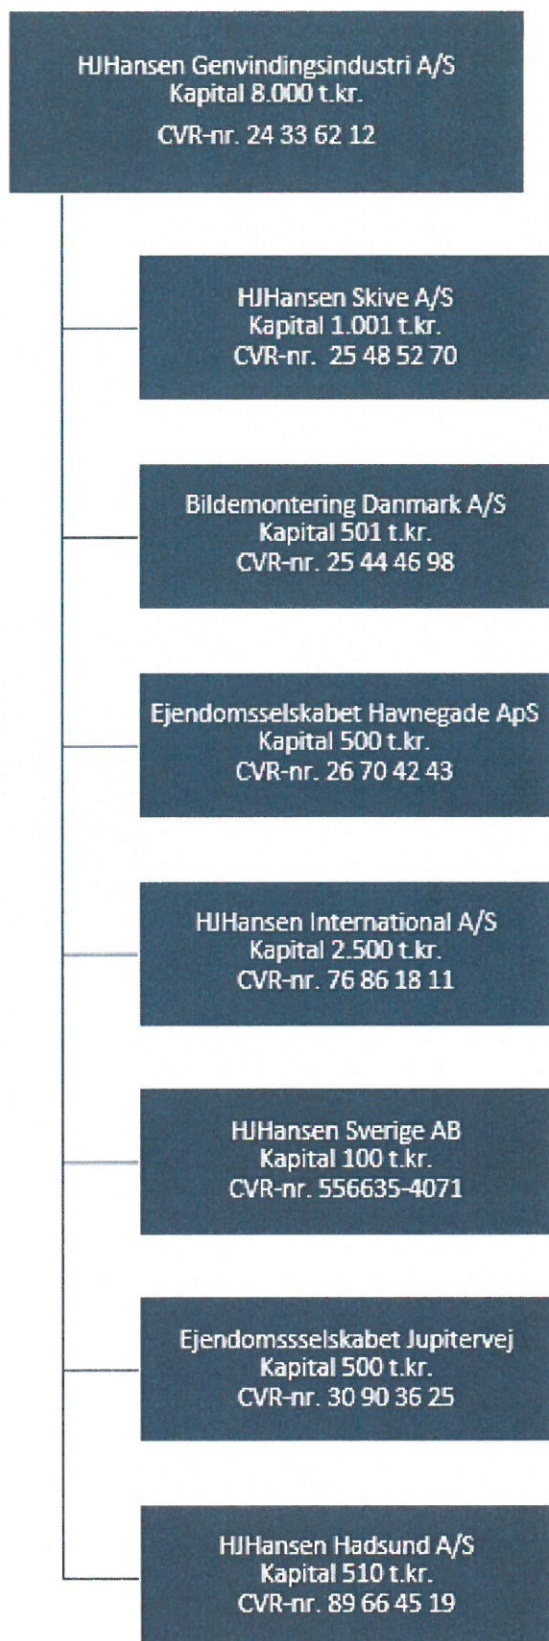 HJHansen Genvindingsindustri A/S
Kapital 8.000 t.kr.
CVR-nr. 24 33 62 12
HJHansen Skive A/S
Kapital 1.001 t.kr.
CVR-nr. 25 48 52 70
Bildemontering Danmark A/S
Kapital 501 t.kr.
CVR-nr. 25 44 46 98
Ejendomsselskabet Havnegade ApS
Kapital 500 t.kr.
CVR-nr. 26 70 42 43
HJHansen International A/S
Kapital 2.500 t.kr.
CVR-nr. 76 86 18 11
HJHansen Sverige AB
Kapital 100 t.kr.
CVR-nr. 556635-4071
Ejendomssselskabet Jupitervej
Kapital 500 t.kr.
CVR-nr. 30 90 36 25
HJHansen Hadsund A/S
Kapital 510 t.kr.
CVR-nr. 89 66 45 19